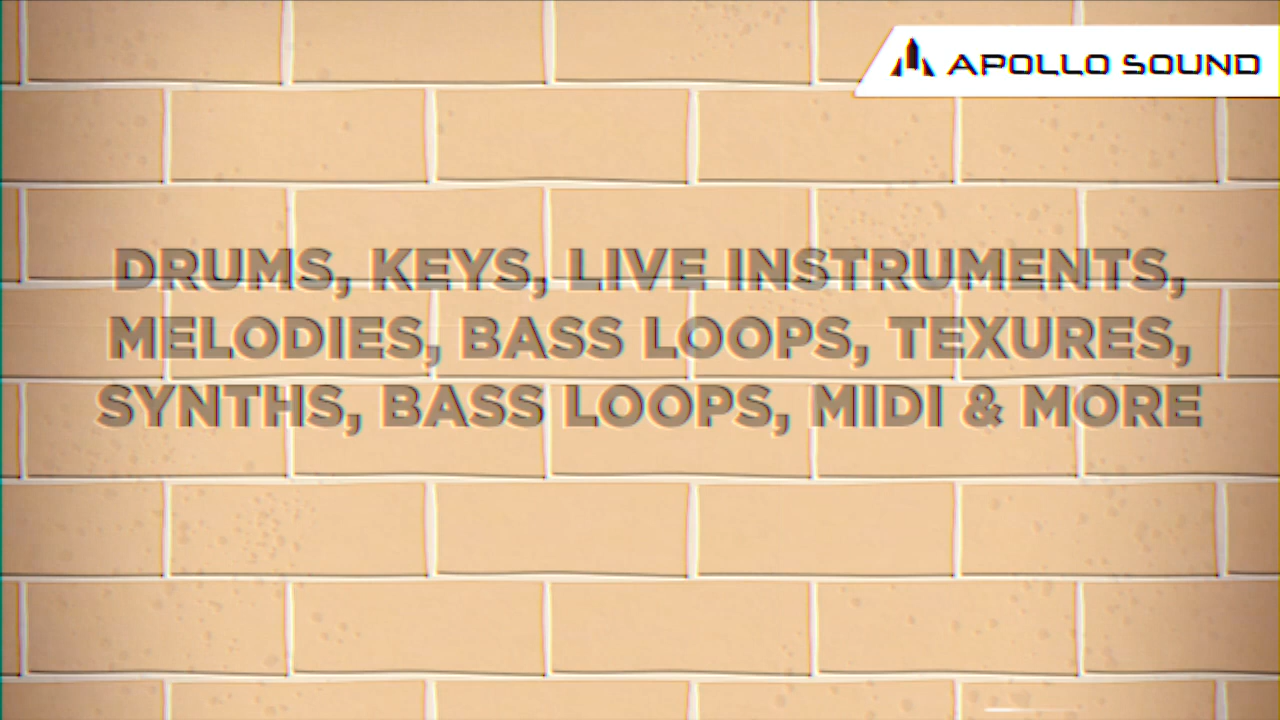 APOLLO SOUND
DRUMS, KEYS, LIVE INSTRUMENTS,
MELODIES, BASS LOOPS, TEXURES,
SYNTHS, BASS LOOPS, MIDI & MORE